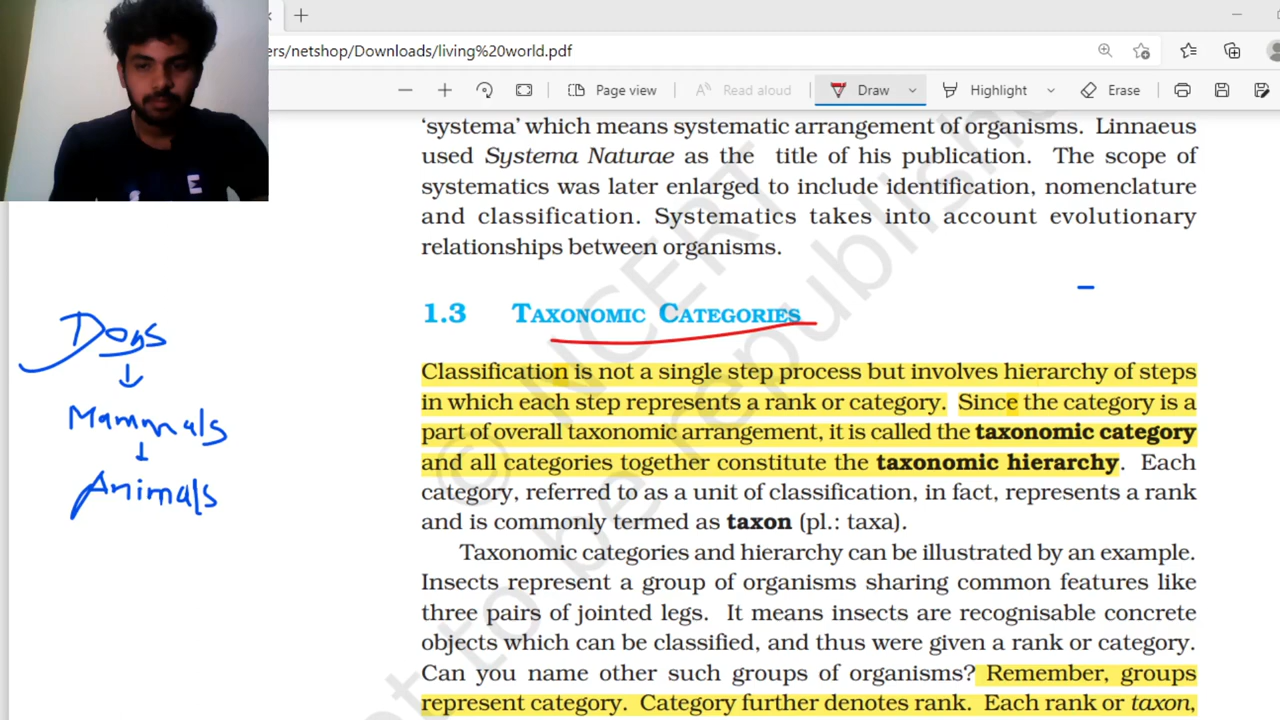 ers/netshop/Downloads/living%20world.pdf
Page view Read aloud Draw Highlight Erase
‘systema’ which means systematic arrangement of organisms. Linnaeus
used Systema Naturae as the title of his publication. The scope of
systematics was later enlarged to include identification, nomenclature
and classification. Systematics takes into account evolutionary
relationships between organisms.
1.3 TAXONOMIC CATEGORIES
Classification is not a single step process but involves hierarchy of steps
in which each step represents a rank or category. Since the category is a
part of overall taxonomic arrangement, it is called the taxonomic category
and all categories together constitute the taxonomic hierarchy. Each
category, referred to as a unit of classification, in fact, represents a rank
and is commonly termed as taxon (pl.: taxa).
Taxonomic categories and hierarchy can be illustrated by an example.
Insects represent a group of organisms sharing common features like
three pairs of jointed legs. It means insects are recognisable concrete
objects which can be classified, and thus were given a rank or category.
Can you name other such groups of organisms? Remember, groups
represent category. Category further denotes rank. Each rank or taxon,
Dogs
↓
Mammals
↓
Animals
© NCERT
not to be republishe
S E